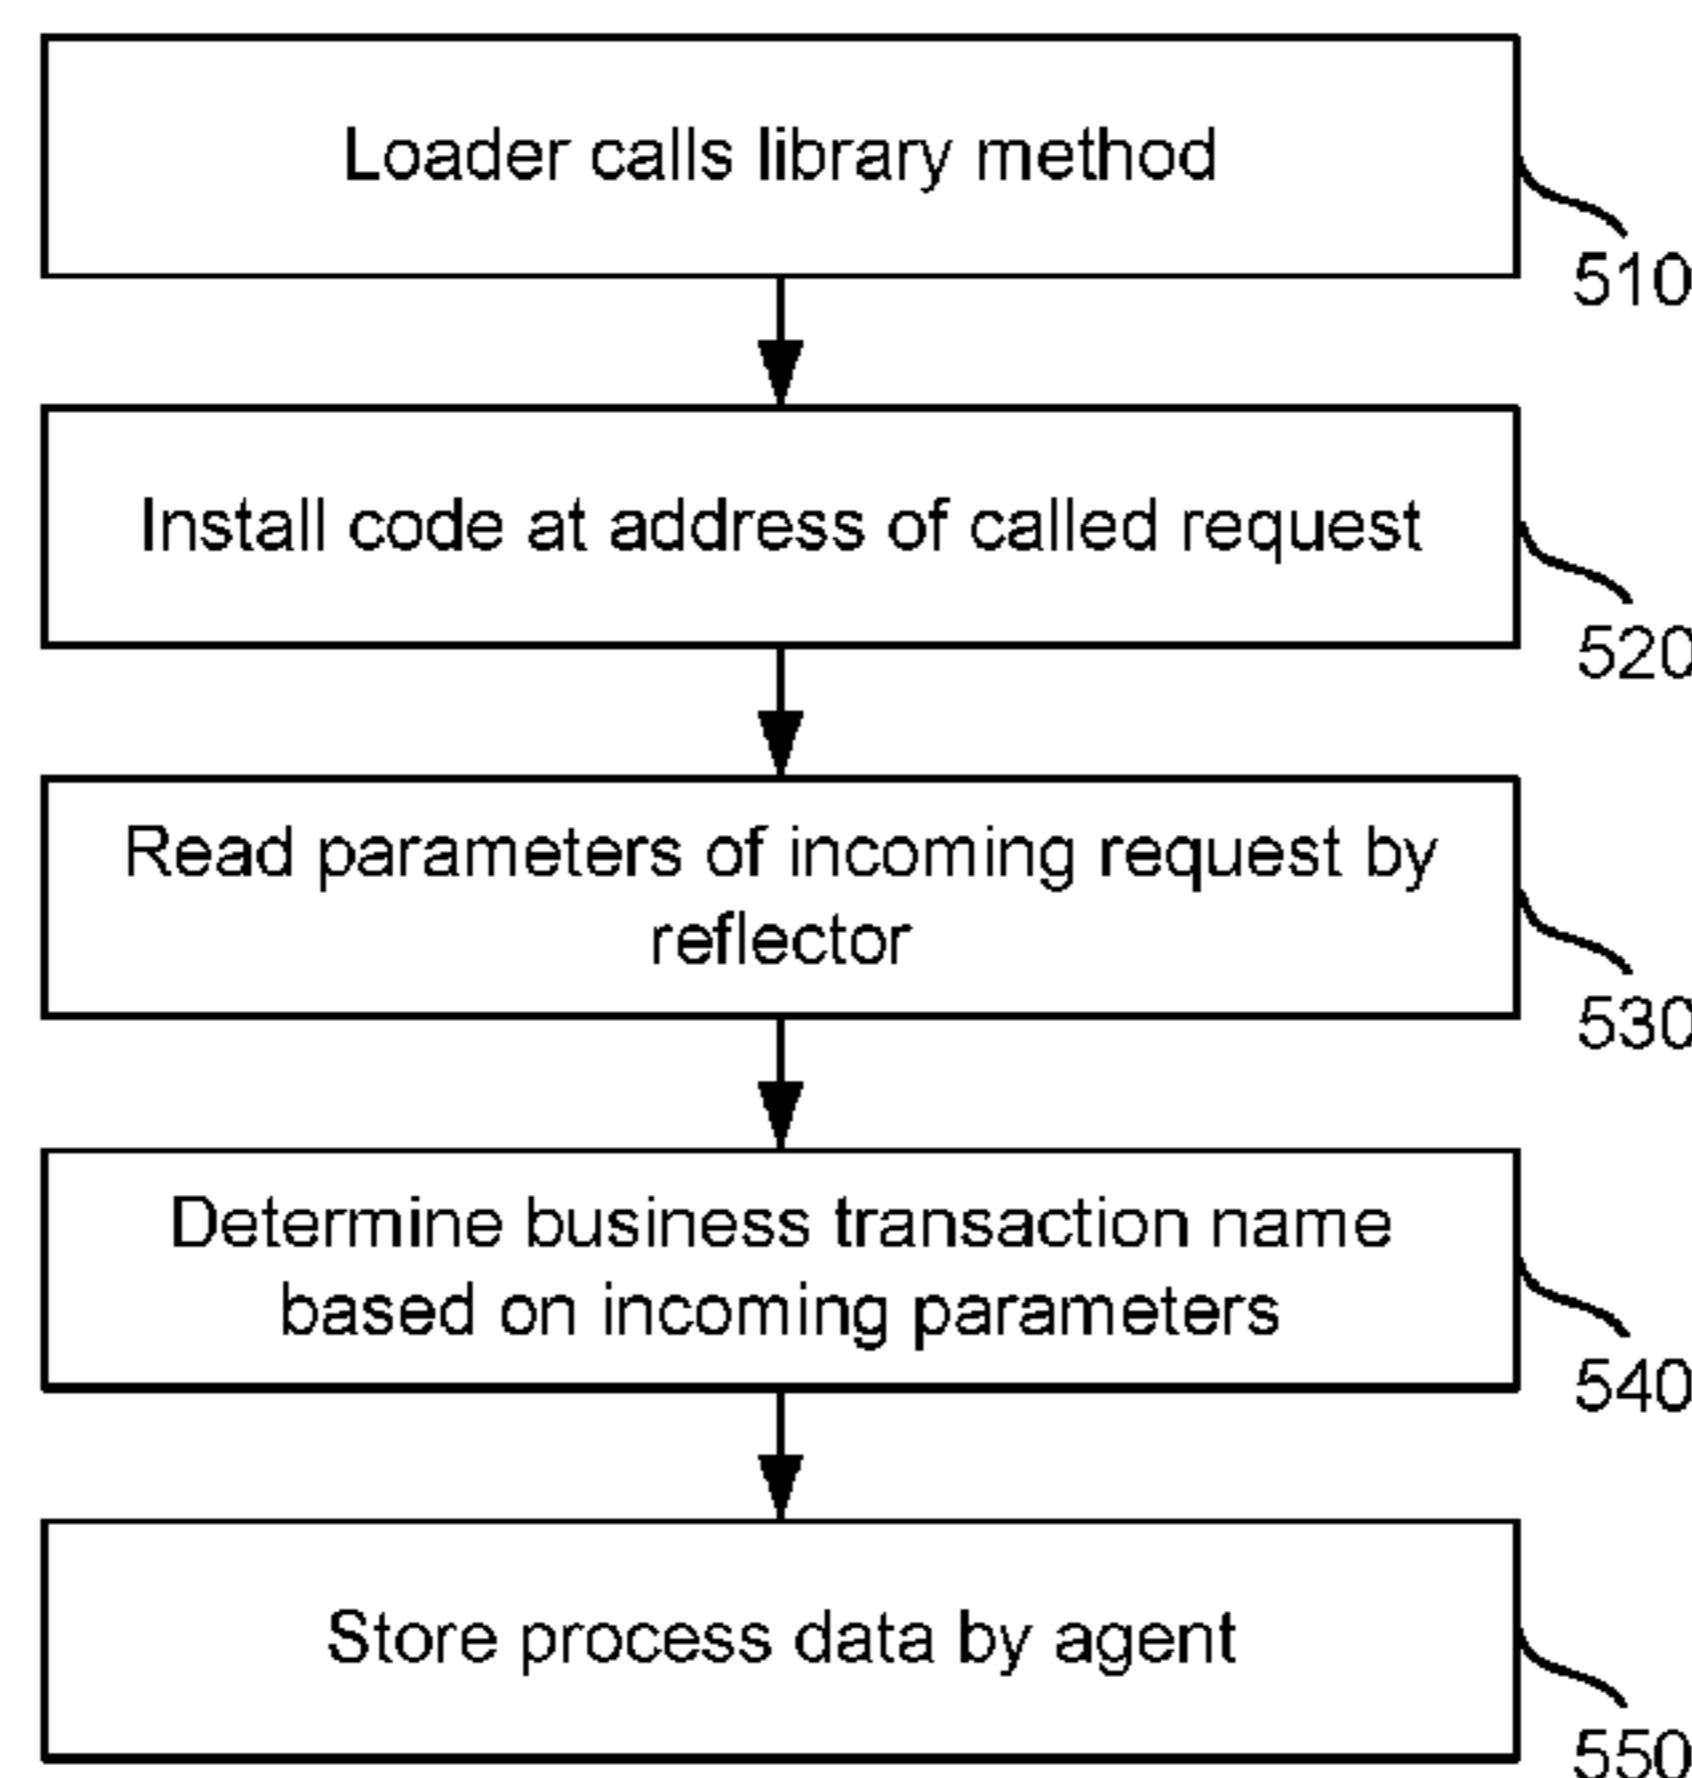 Loader calls library method
510
Install code at address of called request
520
Read parameters of incoming request by
reflector
530
Determine business transaction name
based on incoming parameters
540
Store process data by agent
550